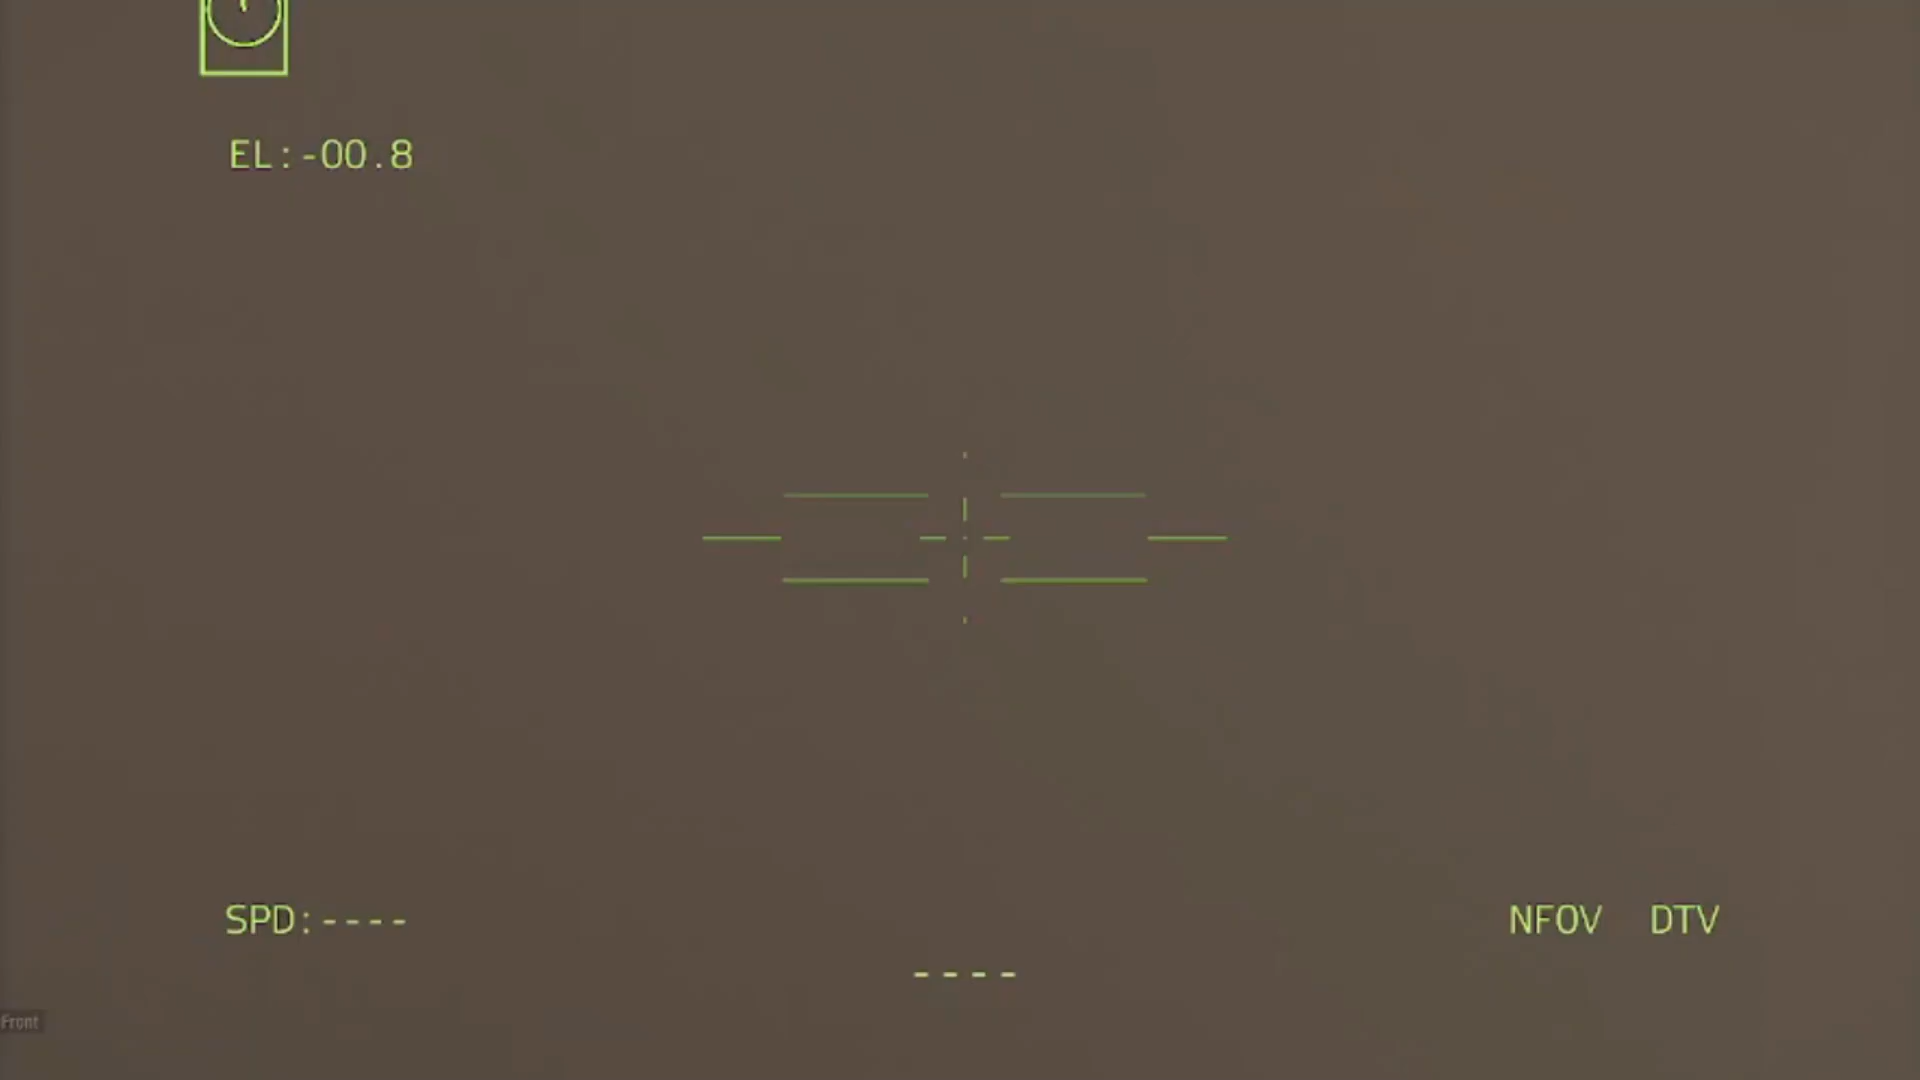 EL:-00.8
SPD:----
NFOV DTV
----
Front